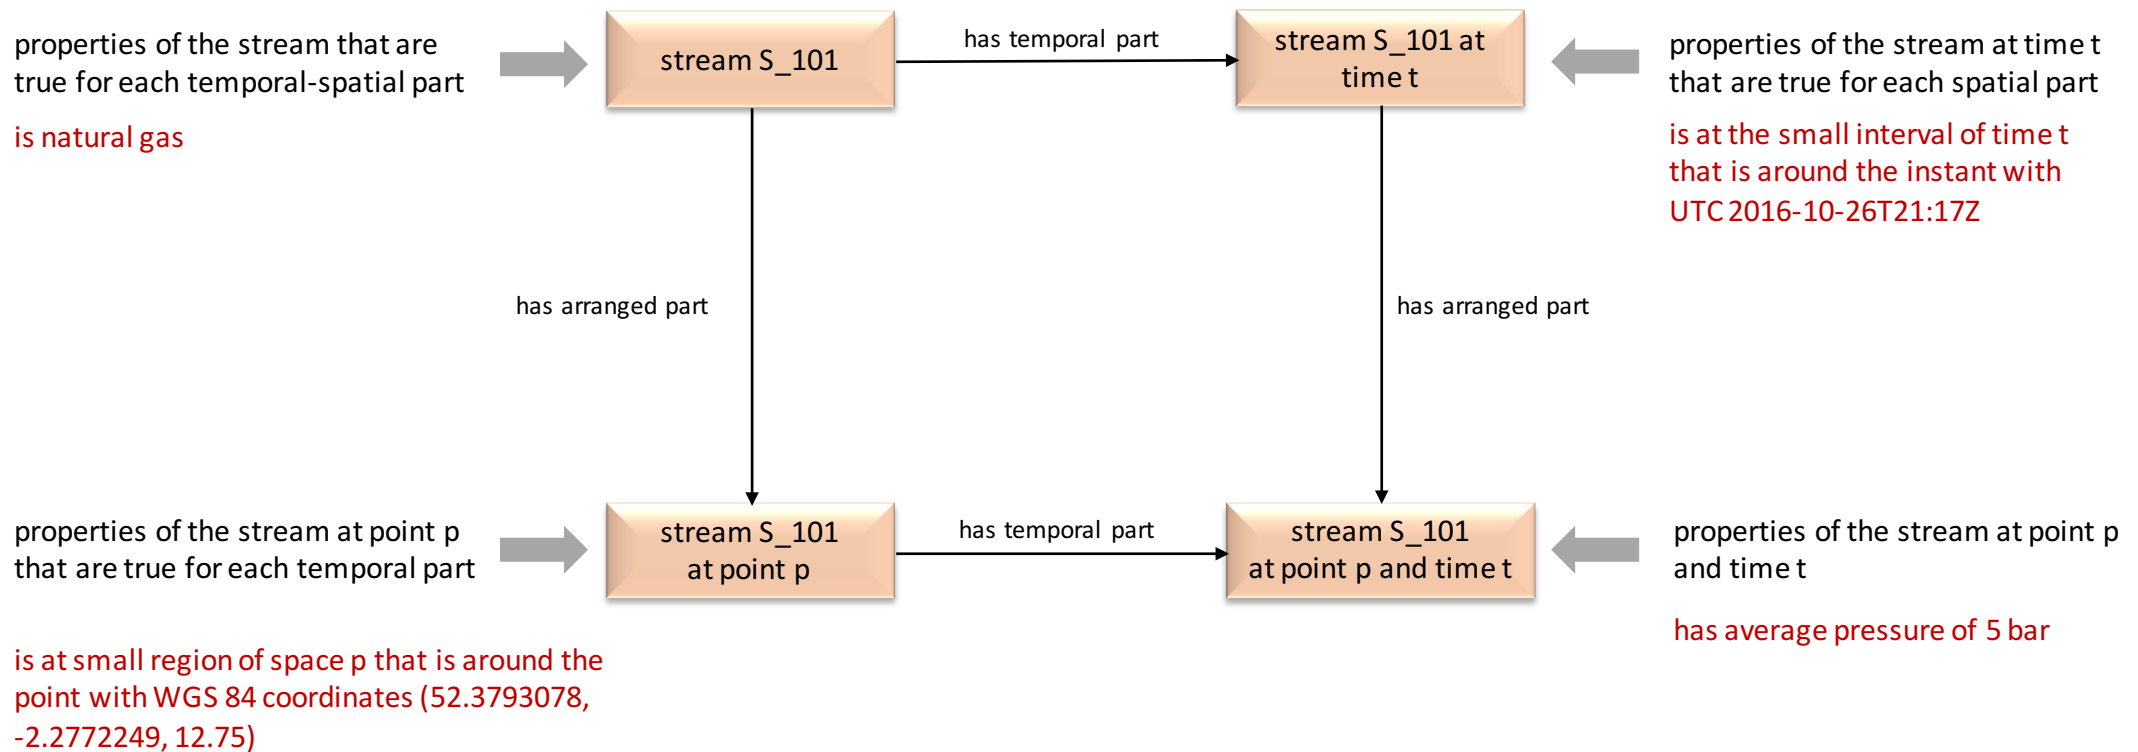 properties of the stream that are
true for each temporal-spatial part
is natural gas
stream S_101
has temporal part
stream S_101 at
time t
properties of the stream at time t
that are true for each spatial part
is at the small interval of time t
that is around the instant with
UTC 2016-10-26T21:17Z
has arranged part
has arranged part
properties of the stream at point p
that are true for each temporal part
is at small region of space p that is around the
point with WGS 84 coordinates (52.3793078,
-2.2772249, 12.75)
stream S_101
at point p
has temporal part
stream S_101
at point p and time t
properties of the stream at point p
and time t
has average pressure of 5 bar